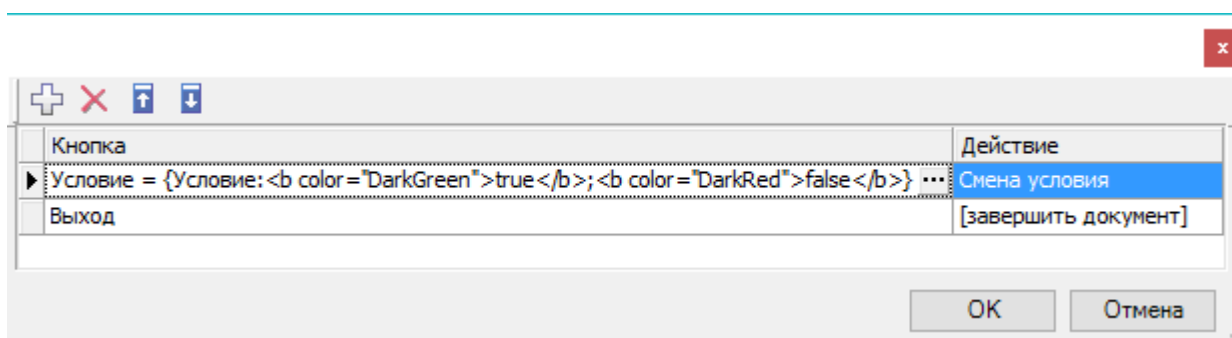 x
Кнопка Действие
Условие = {Условие:<b color="DarkGreen">true</b>;<b color="DarkRed">false</b>} ... Смена условия
Выход [завершить документ]
OK Отмена